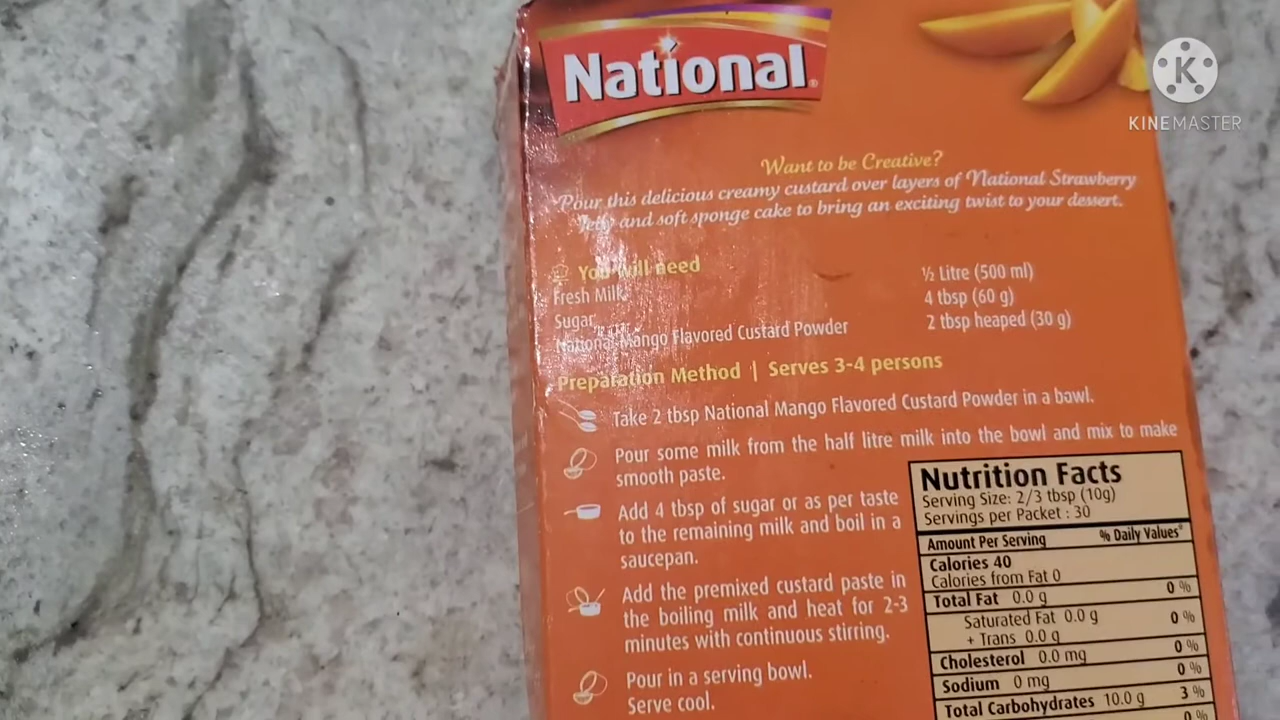 National
KINEMASTER
Want to be Creative?
Pour this delicious creamy custard over layers of National Strawberry
Jelly and soft sponge cake to bring an exciting twist to your dessert.
You will need
Fresh Milk ½ Litre (500 ml)
Sugar 4 tbsp (60 g)
National Mango Flavored Custard Powder 2 tbsp heaped (30 g)
Preparation Method | Serves 3-4 persons
Take 2 tbsp National Mango Flavored Custard Powder in a bowl.
Pour some milk from the half litre milk into the bowl and mix to make
smooth paste.
Add 4 tbsp of sugar or as per taste
to the remaining milk and boil in a
saucepan.
Add the premixed custard paste in
the boiling milk and heat for 2-3
minutes with continuous stirring.
Pour in a serving bowl.
Serve cool.
Nutrition Facts
Serving Size: 2/3 tbsp (10g)
Servings per Packet : 30
Amount Per Serving % Daily Values*
Calories 40
Calories from Fat 0
Total Fat 0.0 g 0 %
Saturated Fat 0.0 g 0 %
+ Trans 0.0 g
Cholesterol 0.0 mg 0 %
Sodium 0 mg 0 %
Total Carbohydrates 10.0 g 3 %
0 %